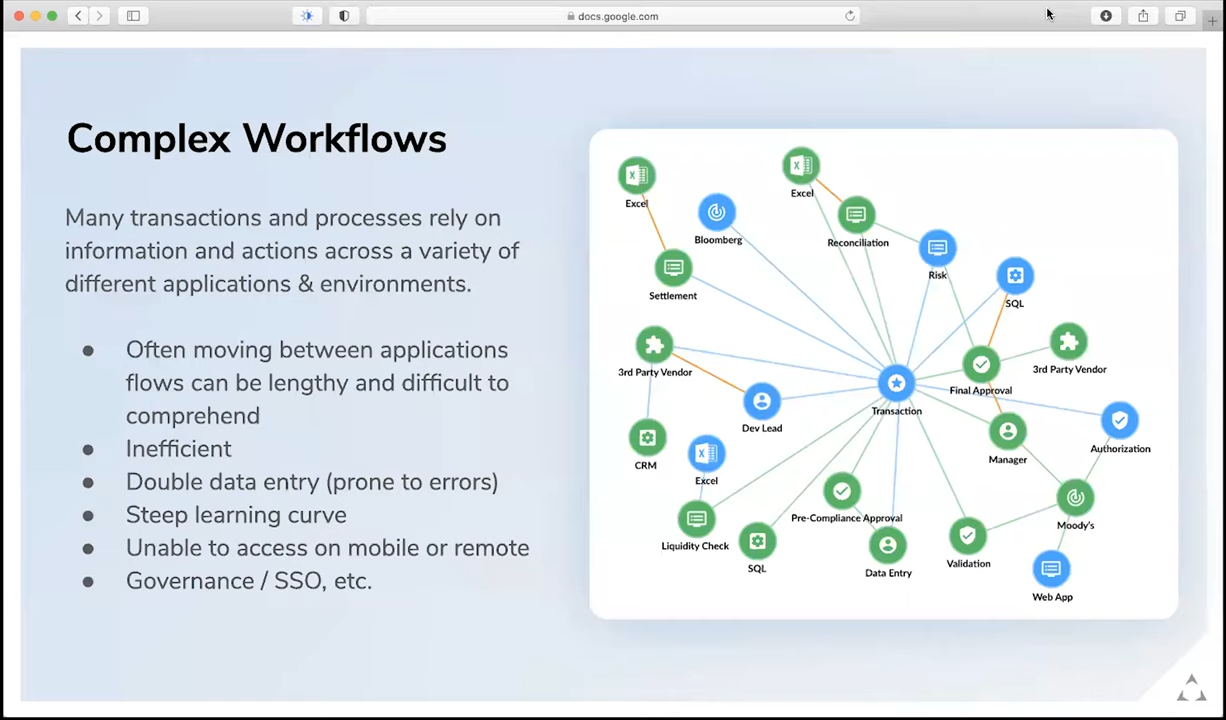 docs.google.com
Complex Workflows
Many transactions and processes rely on
information and actions across a variety of
different applications & environments.
● Often moving between applications
flows can be lengthy and difficult to
comprehend
● Inefficient
● Double data entry (prone to errors)
● Steep learning curve
● Unable to access on mobile or remote
● Governance / SSO, etc.
Excel
Excel
Bloomberg
Reconciliation
Risk
Settlement
SQL
3rd Party Vendor
3rd Party Vendor
Final Approval
Transaction
Dev Lead
Authorization
Manager
CRM
Excel
Pre-Compliance Approval
Moody's
Liquidity Check
SQL
Data Entry
Validation
Web App